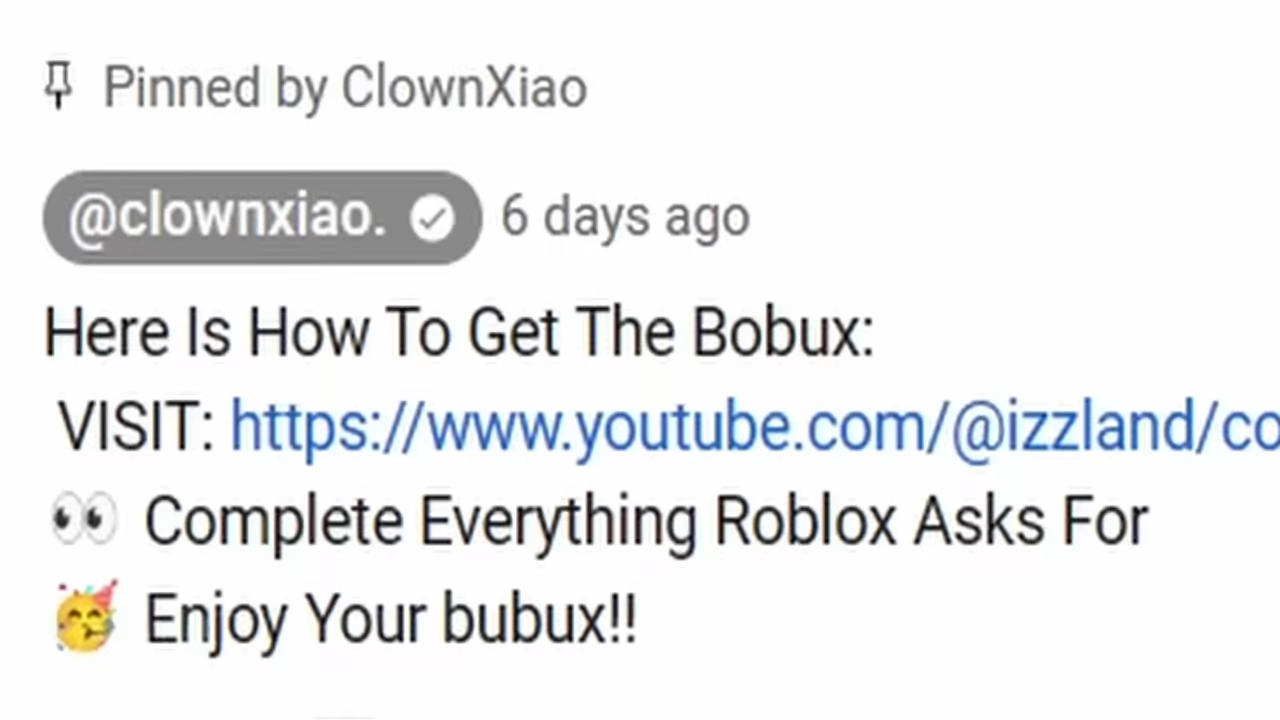 Pinned by ClownXiao
@clownxiao. 6 days ago
Here Is How To Get The Bobux:
VISIT: https://www.youtube.com/@izzland/co
👀 Complete Everything Roblox Asks For
🥳 Enjoy Your bubux!!